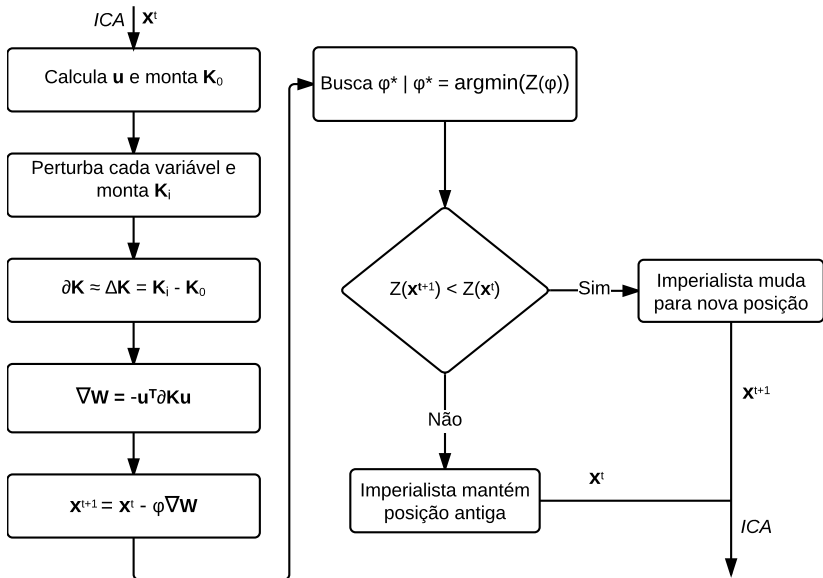 ICA xᵗ
Calcula u e monta K₀
Perturba cada variável e
monta Kᵢ
∂K ≈ ΔK = Kᵢ - K₀
∇W = -uᵀ∂Ku
xᵗ⁺¹ = xᵗ - φ∇W
Busca φ* | φ* = argmin(Z(φ))
Z(xᵗ⁺¹) < Z(xᵗ)
Sim
Imperialista muda
para nova posição
Não
xᵗ⁺¹
Imperialista mantém
posição antiga
xᵗ
ICA